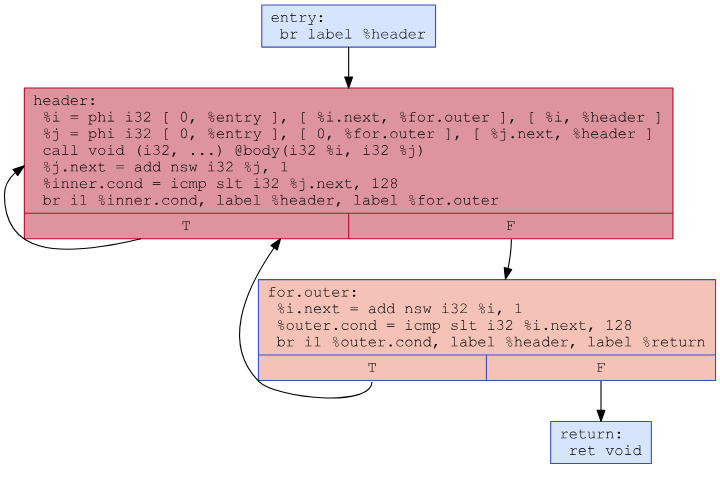 entry:
br label %header
header:
%i = phi i32 [ 0, %entry ], [ %i.next, %for.outer ], [ %i, %header ]
%j = phi i32 [ 0, %entry ], [ 0, %for.outer ], [ %j.next, %header ]
call void (i32, ...) @body(i32 %i, i32 %j)
%j.next = add nsw i32 %j, 1
%inner.cond = icmp slt i32 %j.next, 128
br i1 %inner.cond, label %header, label %for.outer
T F
for.outer:
%i.next = add nsw i32 %i, 1
%outer.cond = icmp slt i32 %i.next, 128
br i1 %outer.cond, label %header, label %return
T F
return:
ret void